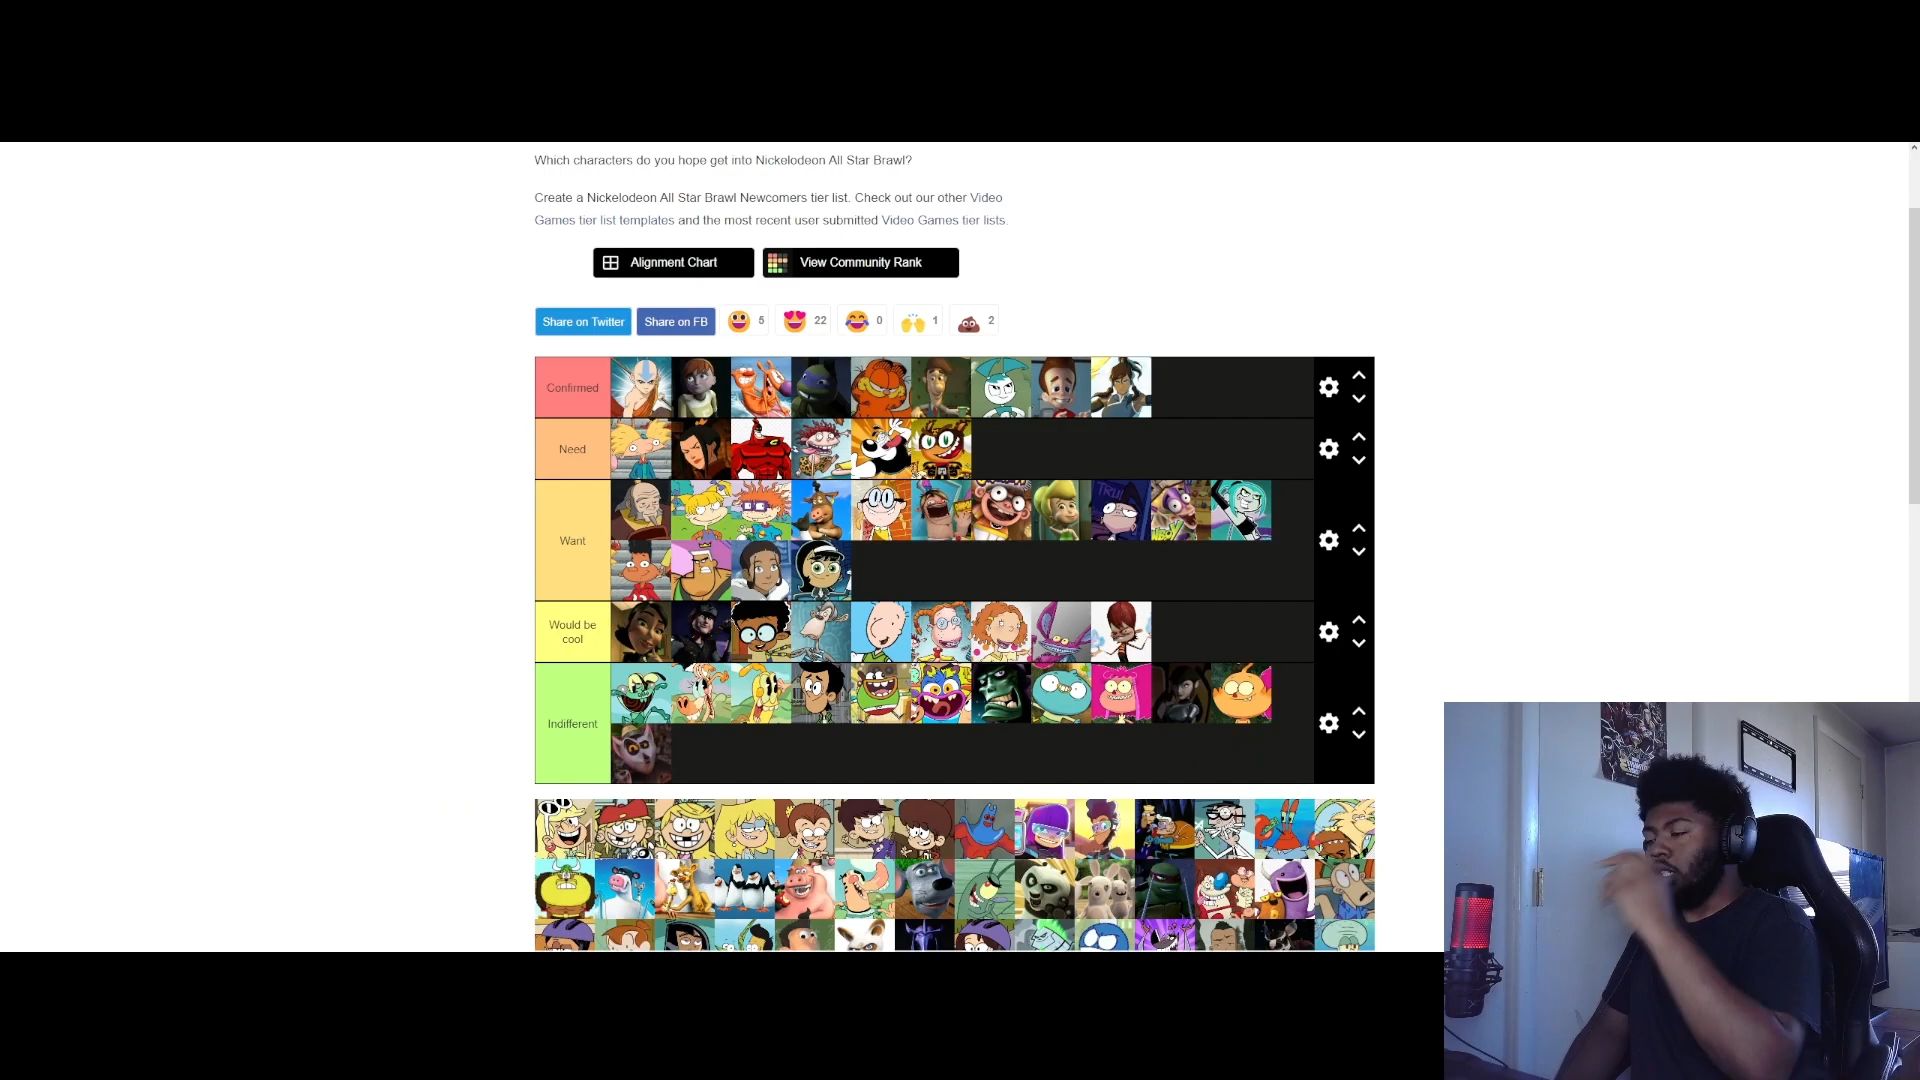 Which characters do you hope get into Nickelodeon All Star Brawl?
Create a Nickelodeon All Star Brawl Newcomers tier list. Check out our other Video
Games tier list templates and the most recent user submitted Video Games tier lists.
Alignment Chart
View Community Rank
Share on Twitter
Share on FB
5
22
0
1
2
Confirmed
Need
Want
Would be
cool
Indifferent